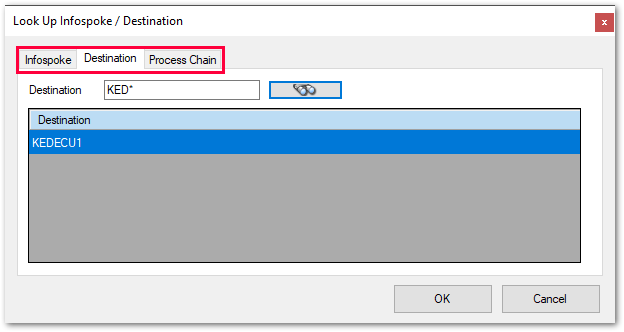 Look Up Infospoke / Destination
x
Infospoke Destination Process Chain
Destination KED*
Destination
KEDECU1
OK Cancel